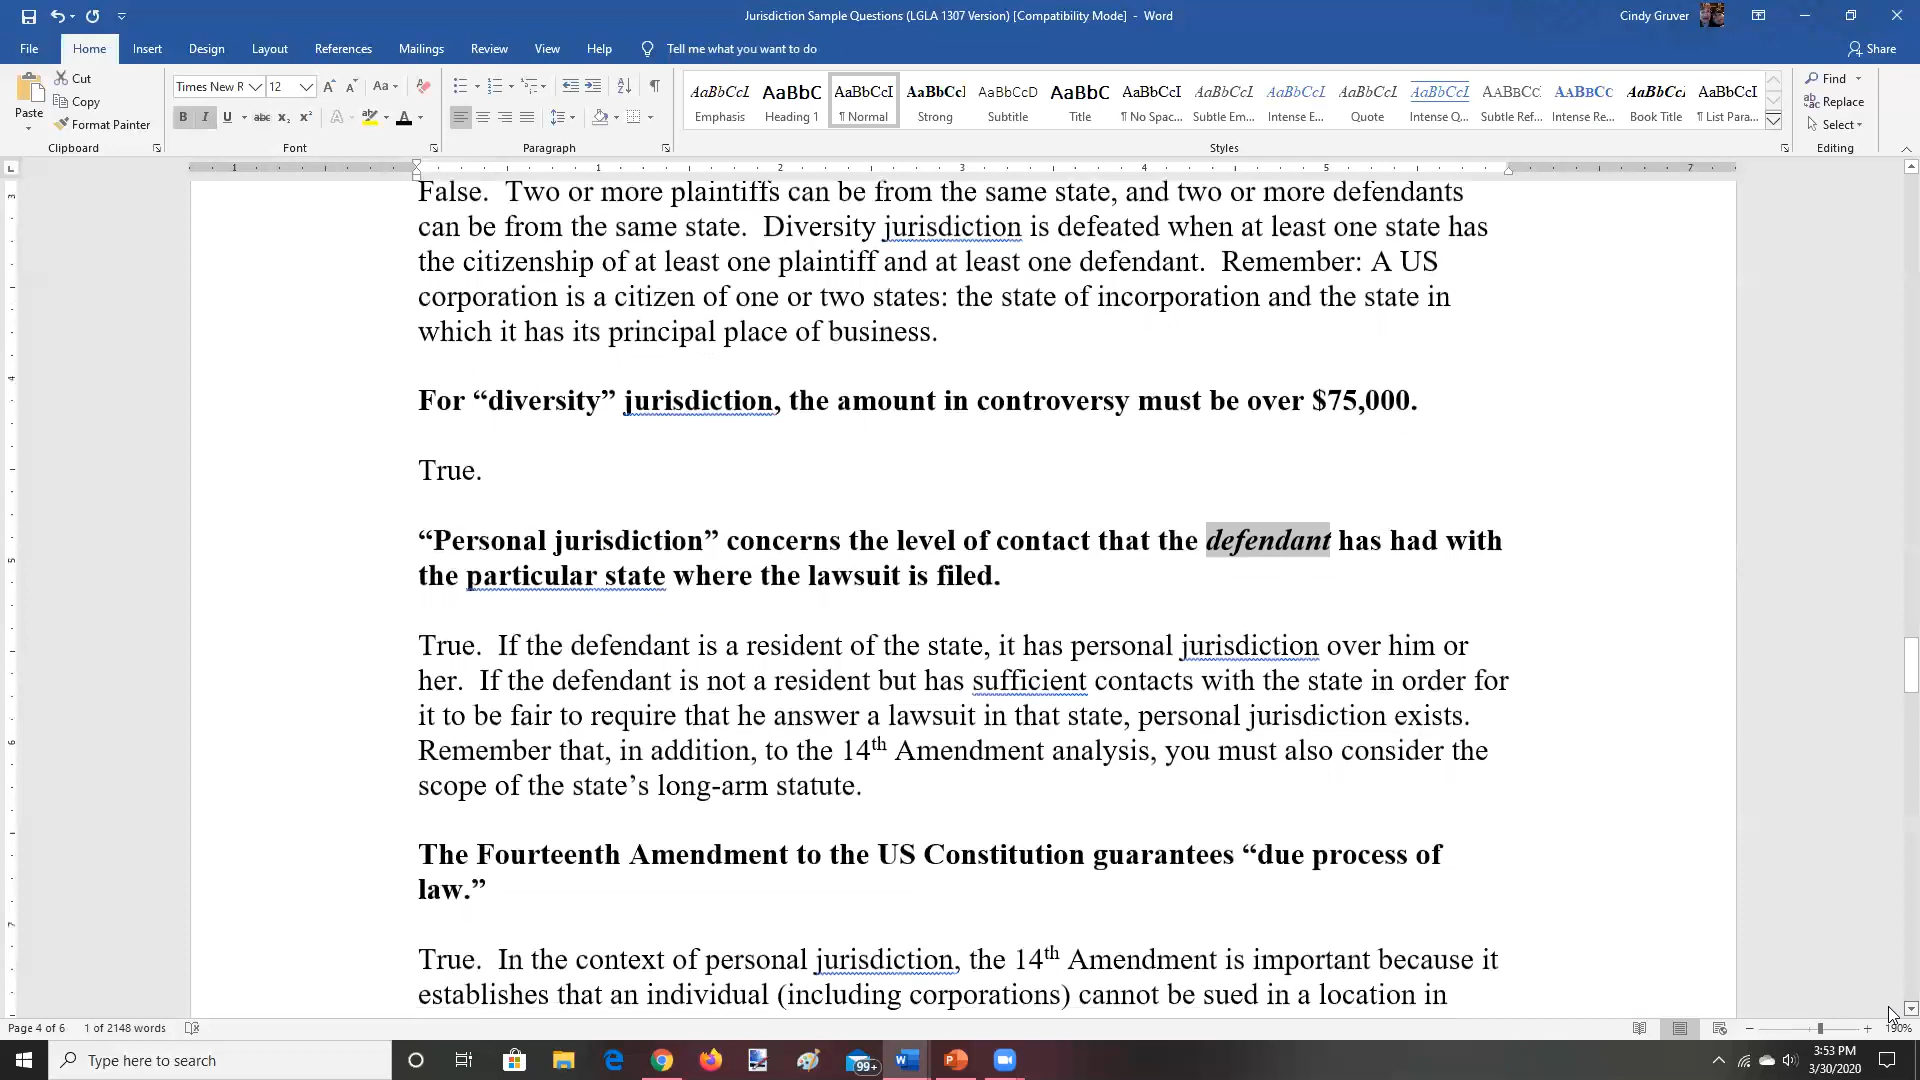 Jurisdiction Sample Questions (LGLA 1307 Version) [Compatibility Mode] - Word
Cindy Gruver
File Home Insert Design Layout References Mailings Review View Help Tell me what you want to do
Share
Paste
Cut
Copy
Format Painter
Clipboard
Times New R 12
Font
Paragraph
AaBbCcI AaBbC AaBbCcI AaBbCcI AaBbCcD AaBbC AaBbCcI AaBbCcI AaBbCcI AaBbCcI AaBbCcI AaBbCc AaBbCc AaBbCcI AaBbCcI
Emphasis Heading 1 ¶ Normal Strong Subtitle Title ¶ No Spac... Subtle Em... Intense E... Quote Intense Q... Subtle Ref... Intense Re... Book Title ¶ List Para...
Styles
Find
Replace
Select
Editing
False. Two or more plaintiffs can be from the same state, and two or more defendants
can be from the same state. Diversity jurisdiction is defeated when at least one state has
the citizenship of at least one plaintiff and at least one defendant. Remember: A US
corporation is a citizen of one or two states: the state of incorporation and the state in
which it has its principal place of business.
For “diversity” jurisdiction, the amount in controversy must be over $75,000.
True.
“Personal jurisdiction” concerns the level of contact that the defendant has had with
the particular state where the lawsuit is filed.
True. If the defendant is a resident of the state, it has personal jurisdiction over him or
her. If the defendant is not a resident but has sufficient contacts with the state in order for
it to be fair to require that he answer a lawsuit in that state, personal jurisdiction exists.
Remember that, in addition, to the 14th Amendment analysis, you must also consider the
scope of the state’s long-arm statute.
The Fourteenth Amendment to the US Constitution guarantees “due process of
law.”
True. In the context of personal jurisdiction, the 14th Amendment is important because it
establishes that an individual (including corporations) cannot be sued in a location in
Page 4 of 6 1 of 2148 words
190%
Type here to search
99+
3:53 PM
3/30/2020